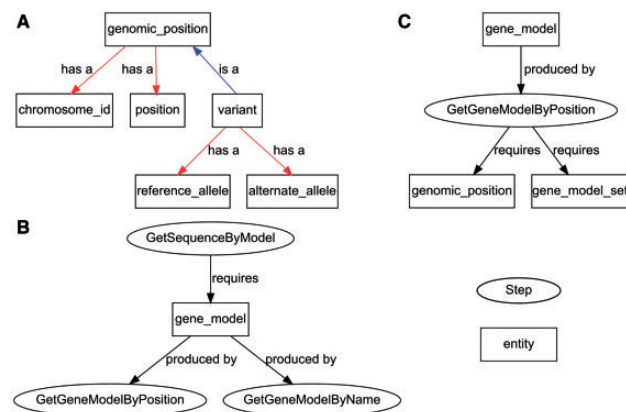 A
genomic_position
has a
has a
is a
chromosome_id
position
variant
has a
has a
reference_allele
alternate_allele
B
GetSequenceByModel
requires
gene_model
produced by
produced by
GetGeneModelByPosition
GetGeneModelByName
C
gene_model
produced by
GetGeneModelByPosition
requires
requires
genomic_position
gene_model_set
Step
entity